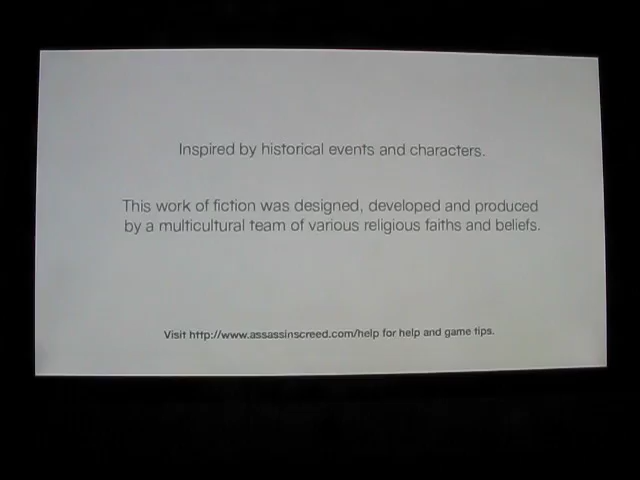 Inspired by historical events and characters.
This work of fiction was designed, developed and produced
by a multicultural team of various religious faiths and beliefs.
Visit http://www.assassinscreed.com/help for help and game tips.